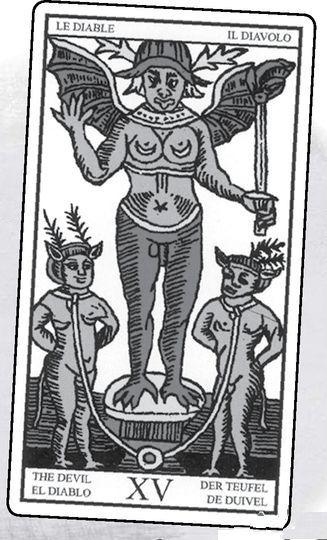 LE DIABLE
IL DIAVOLO
THE DEVIL
EL DIABLO
XV
DER TEUFEL
DE DUIVEL